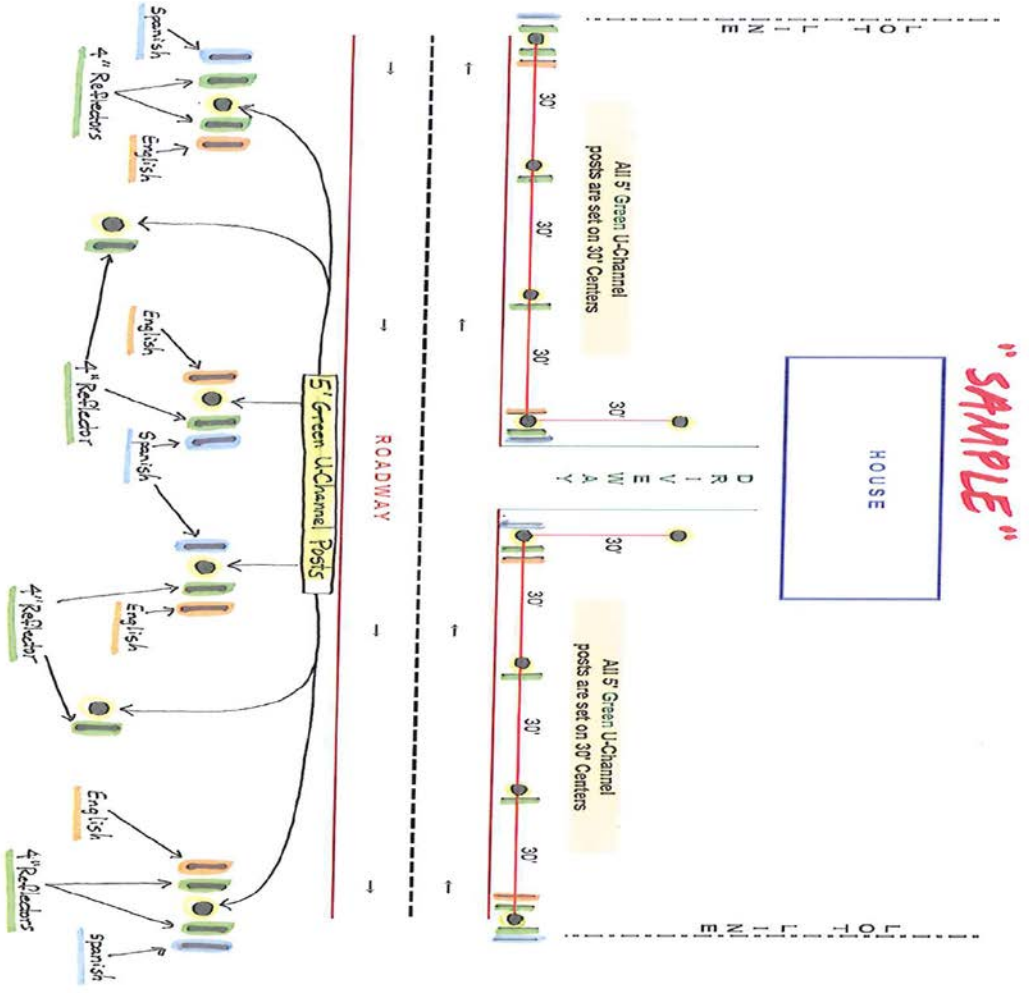 "SAMPLE"
LOT LINE
HOUSE
LOT LINE
All 5' Green U-Channel
posts are set on 30' Centers
All 5' Green U-Channel
posts are set on 30' Centers
DRIVEWAY
30'
30'
30'
30'
30'
30'
30'
30'
ROADWAY
5' Green U-Channel Posts
Spanish
4" Reflectors
English
English
4" Reflector
Spanish
English
4" Reflector
English
4" Reflectors
Spanish